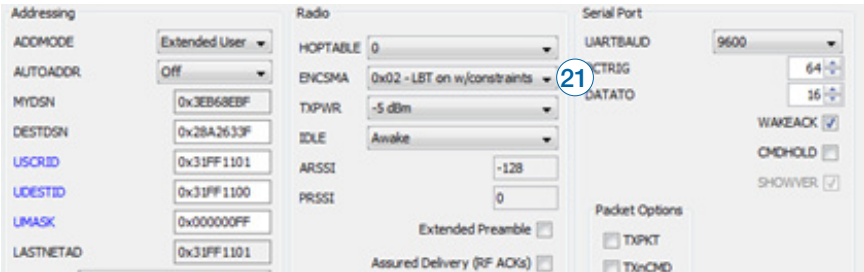 Addressing
ADDMODE Extended User
AUTOADDR Off
MYDSN 0x3EB68EBF
DESTDSN 0x28A2633F
USCRID 0x31FF1101
UDESTID 0x31FF1100
UMASK 0x000000FF
LASTNETAD 0x31FF1101
Radio
HOPTABLE 0
ENCSMA 0x02 - LBT on w/constraints
21
TXPWR -5 dBm
IDLE Awake
ARSSI -128
PRSSI 0
Extended Preamble
Assured Delivery (RF ACKs)
Serial Port
UARTBAUD 9600
CTRIG 64
DATATO 16
WAKEACK
CMDHOLD
SHOWVER
Packet Options
TXPKT
TXnCMD